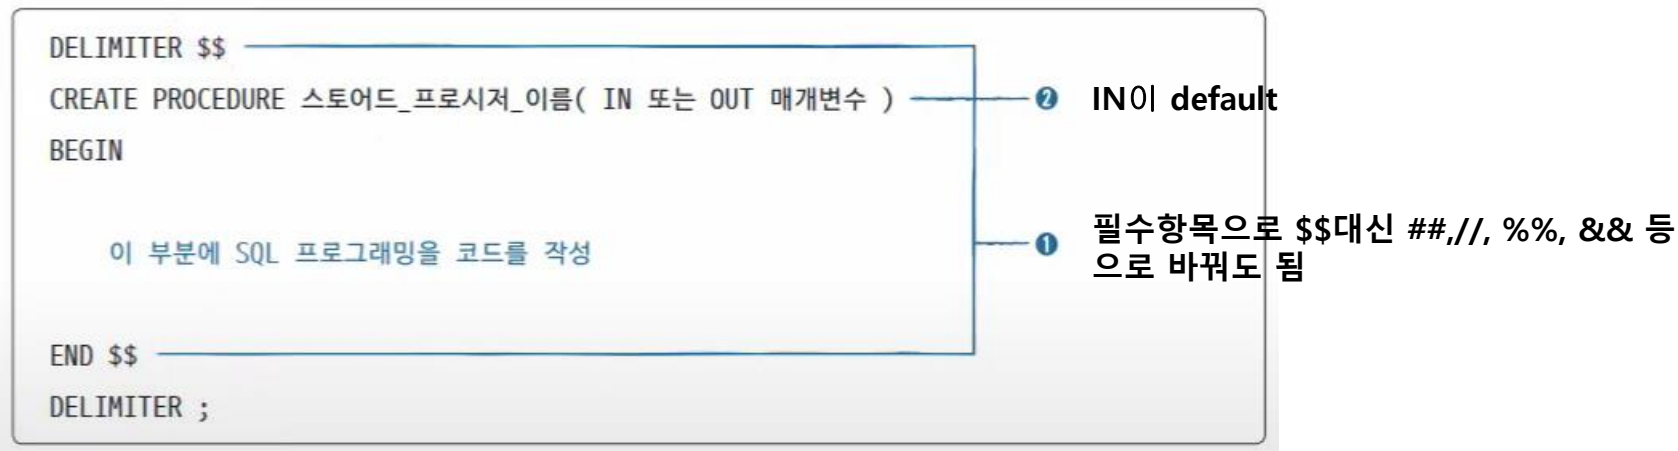 DELIMITER $$
CREATE PROCEDURE 스토어드_프로시저_이름( IN 또는 OUT 매개변수 )
❷ IN이 default
BEGIN
이 부분에 SQL 프로그래밍을 코드를 작성
❶ 필수항목으로 $$대신 ##,//, %%, && 등
으로 바꿔도 됨
END $$
DELIMITER ;